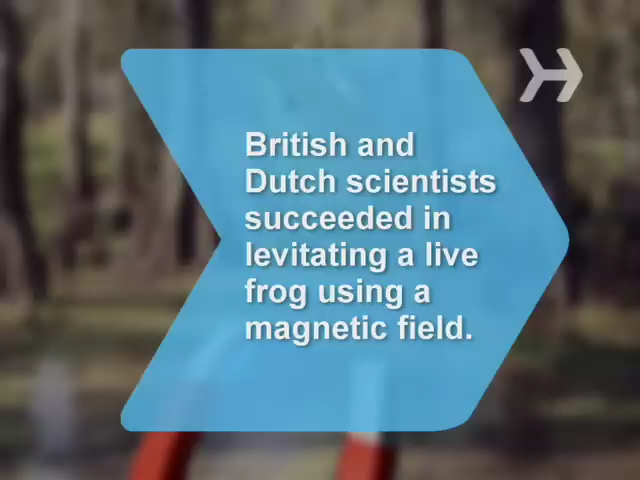 British and
Dutch scientists
succeeded in
levitating a live
frog using a
magnetic field.